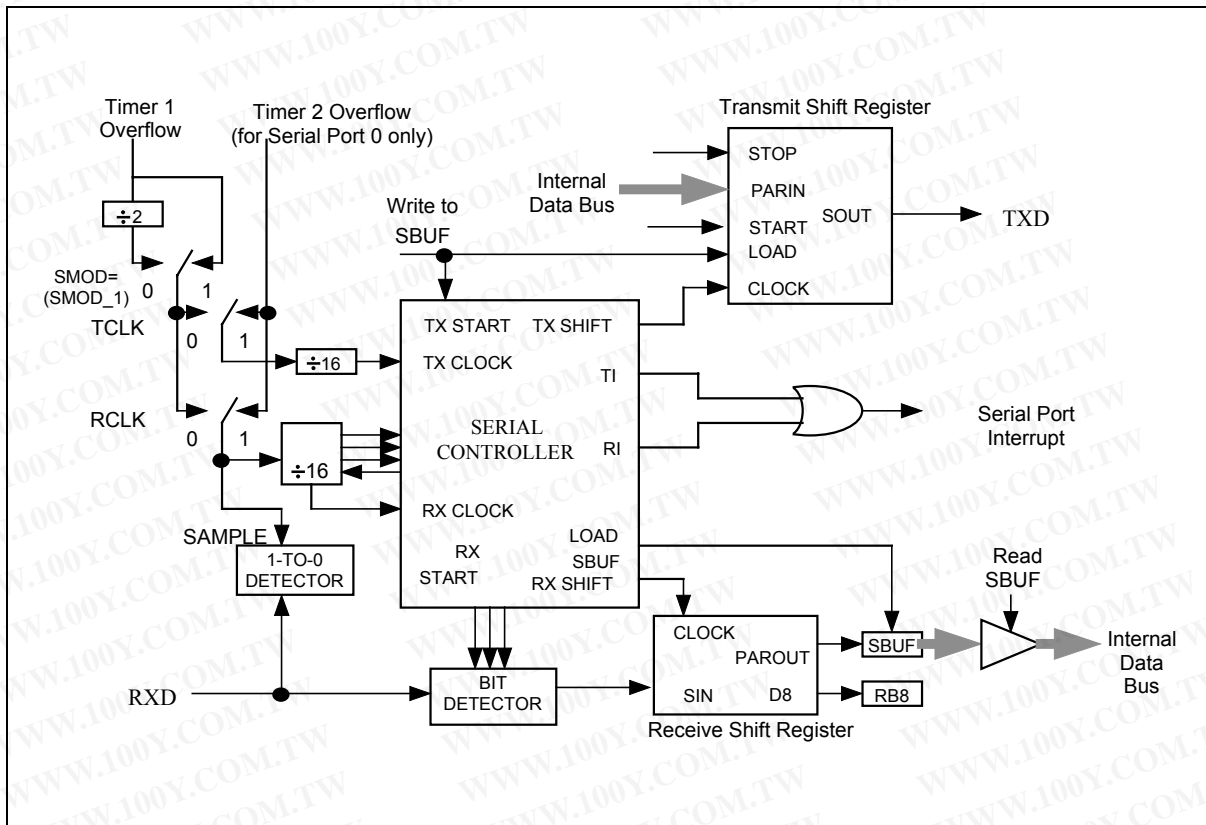 Timer 1
Overflow
Timer 2 Overflow
(for Serial Port 0 only)
÷2
SMOD=
(SMOD_1)
0
1
TCLK
0
1
÷16
RCLK
0
1
÷16
SAMPLE
1-TO-0
DETECTOR
RXD
Write to
SBUF
TX START
TX SHIFT
TX CLOCK
TI
SERIAL
CONTROLLER
RI
RX CLOCK
LOAD
SBUF
RX
START
RX SHIFT
BIT
DETECTOR
Transmit Shift Register
Internal
Data Bus
STOP
PARIN
SOUT
START
LOAD
CLOCK
TXD
Serial Port
Interrupt
CLOCK
PAROUT
SIN
D8
Receive Shift Register
SBUF
RB8
Read
SBUF
Internal
Data
Bus
WWW.100Y.COM.TW